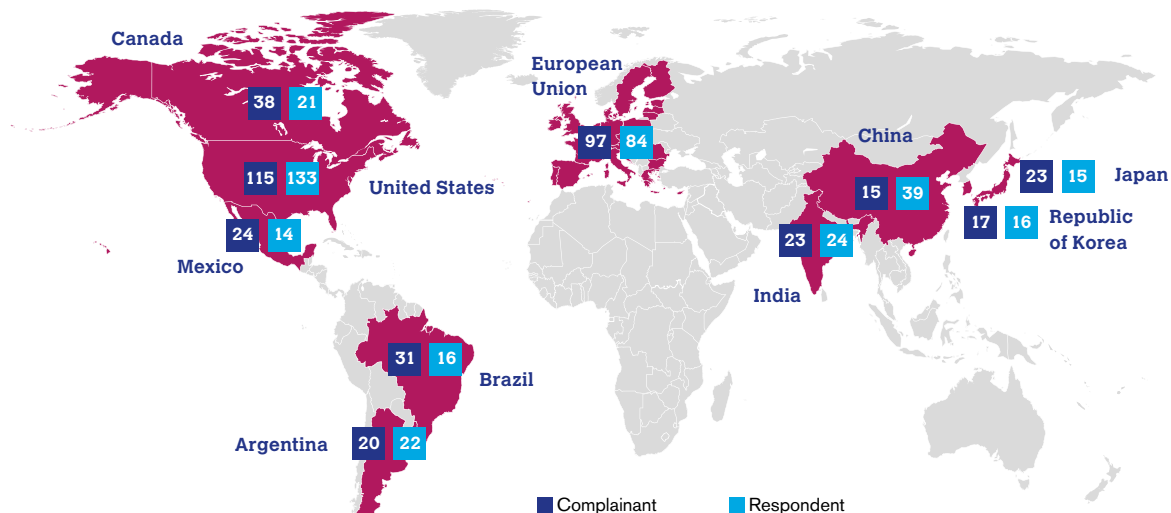 Canada
38 21
European
Union
97 84
China
15 39
115 133
United States
23 15 Japan
17 16 Republic
of Korea
24 14
Mexico
23 24
India
31 16
Brazil
Argentina 20 22
Complainant Respondent